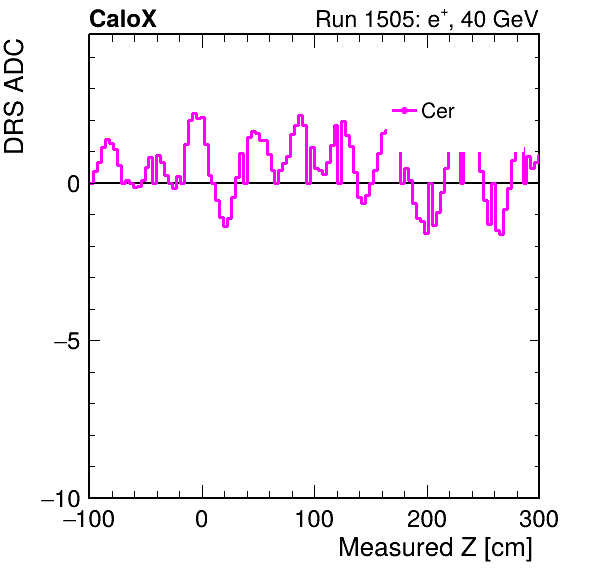 CaloX Run 1505: e⁺, 40 GeV
DRS ADC
Cer
0
−5
−10
−100 0 100 200 300
Measured Z [cm]